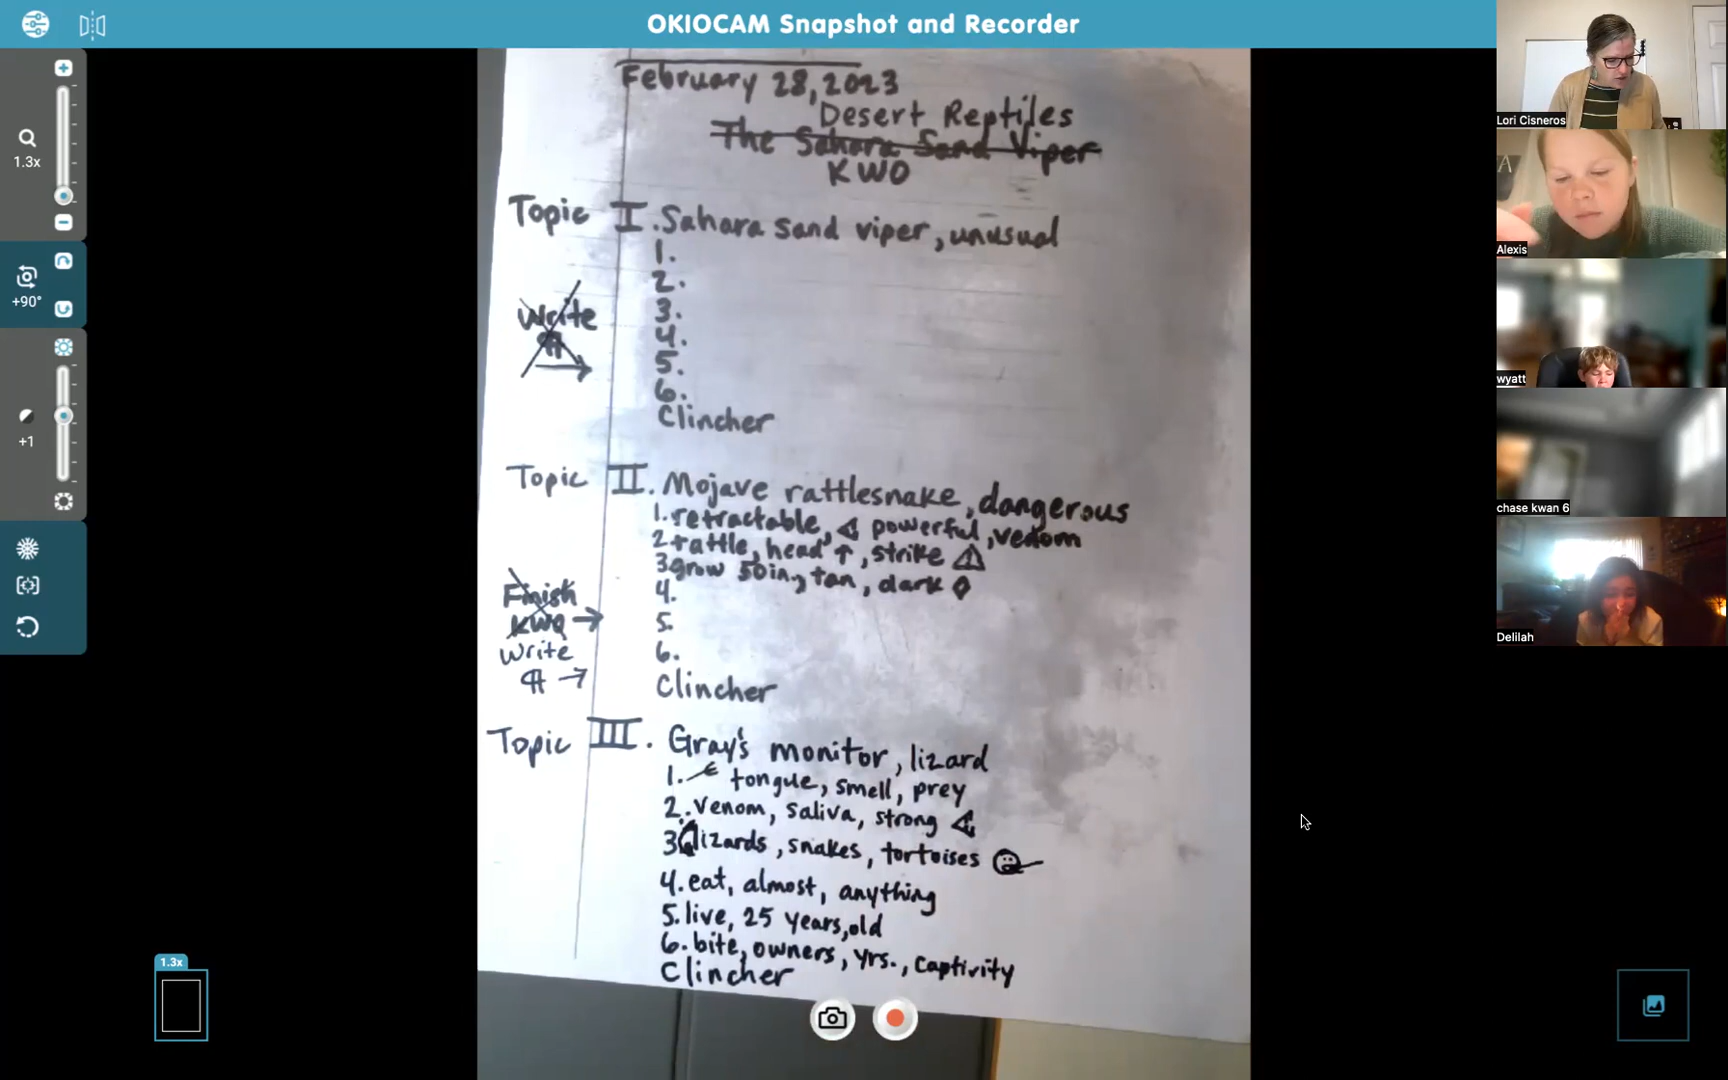 OKIOCAM Snapshot and Recorder
1.3x
+90°
+1
1.3x
February 28, 2023
Desert Reptiles
The Sahara Sand Viper
KWO
Topic I. Sahara sand viper, unusual
1.
2.
3.
4.
5.
6.
Clincher
Write
¶
Topic II. Mojave rattlesnake, dangerous
1. retractable, powerful, venom
2. rattle, head ↑, strike
3 grow 50 in, tan, dark
4.
5.
6.
Clincher
Finish
KWO →
Write
¶ →
Topic III. Gray's monitor, lizard
1. tongue, smell, prey
2. venom, saliva, strong
3 lizards, snakes, tortoises
4. eat, almost, anything
5. live, 25 years, old
6. bite, owners, yrs., captivity
Clincher
Lori Cisneros
Alexis
wyatt
chase kwan 6
Delilah